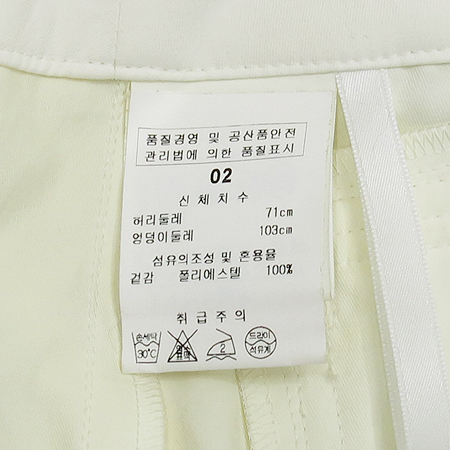 품질경영 및 공산품안전
관리법에 의한 품질표시
02
신체치수
허리둘레 71cm
엉덩이둘레 103cm
섬유의조성 및 혼용율
겉감 폴리에스텔 100%
취급주의
손세탁 드라이
30℃ 2 석유계